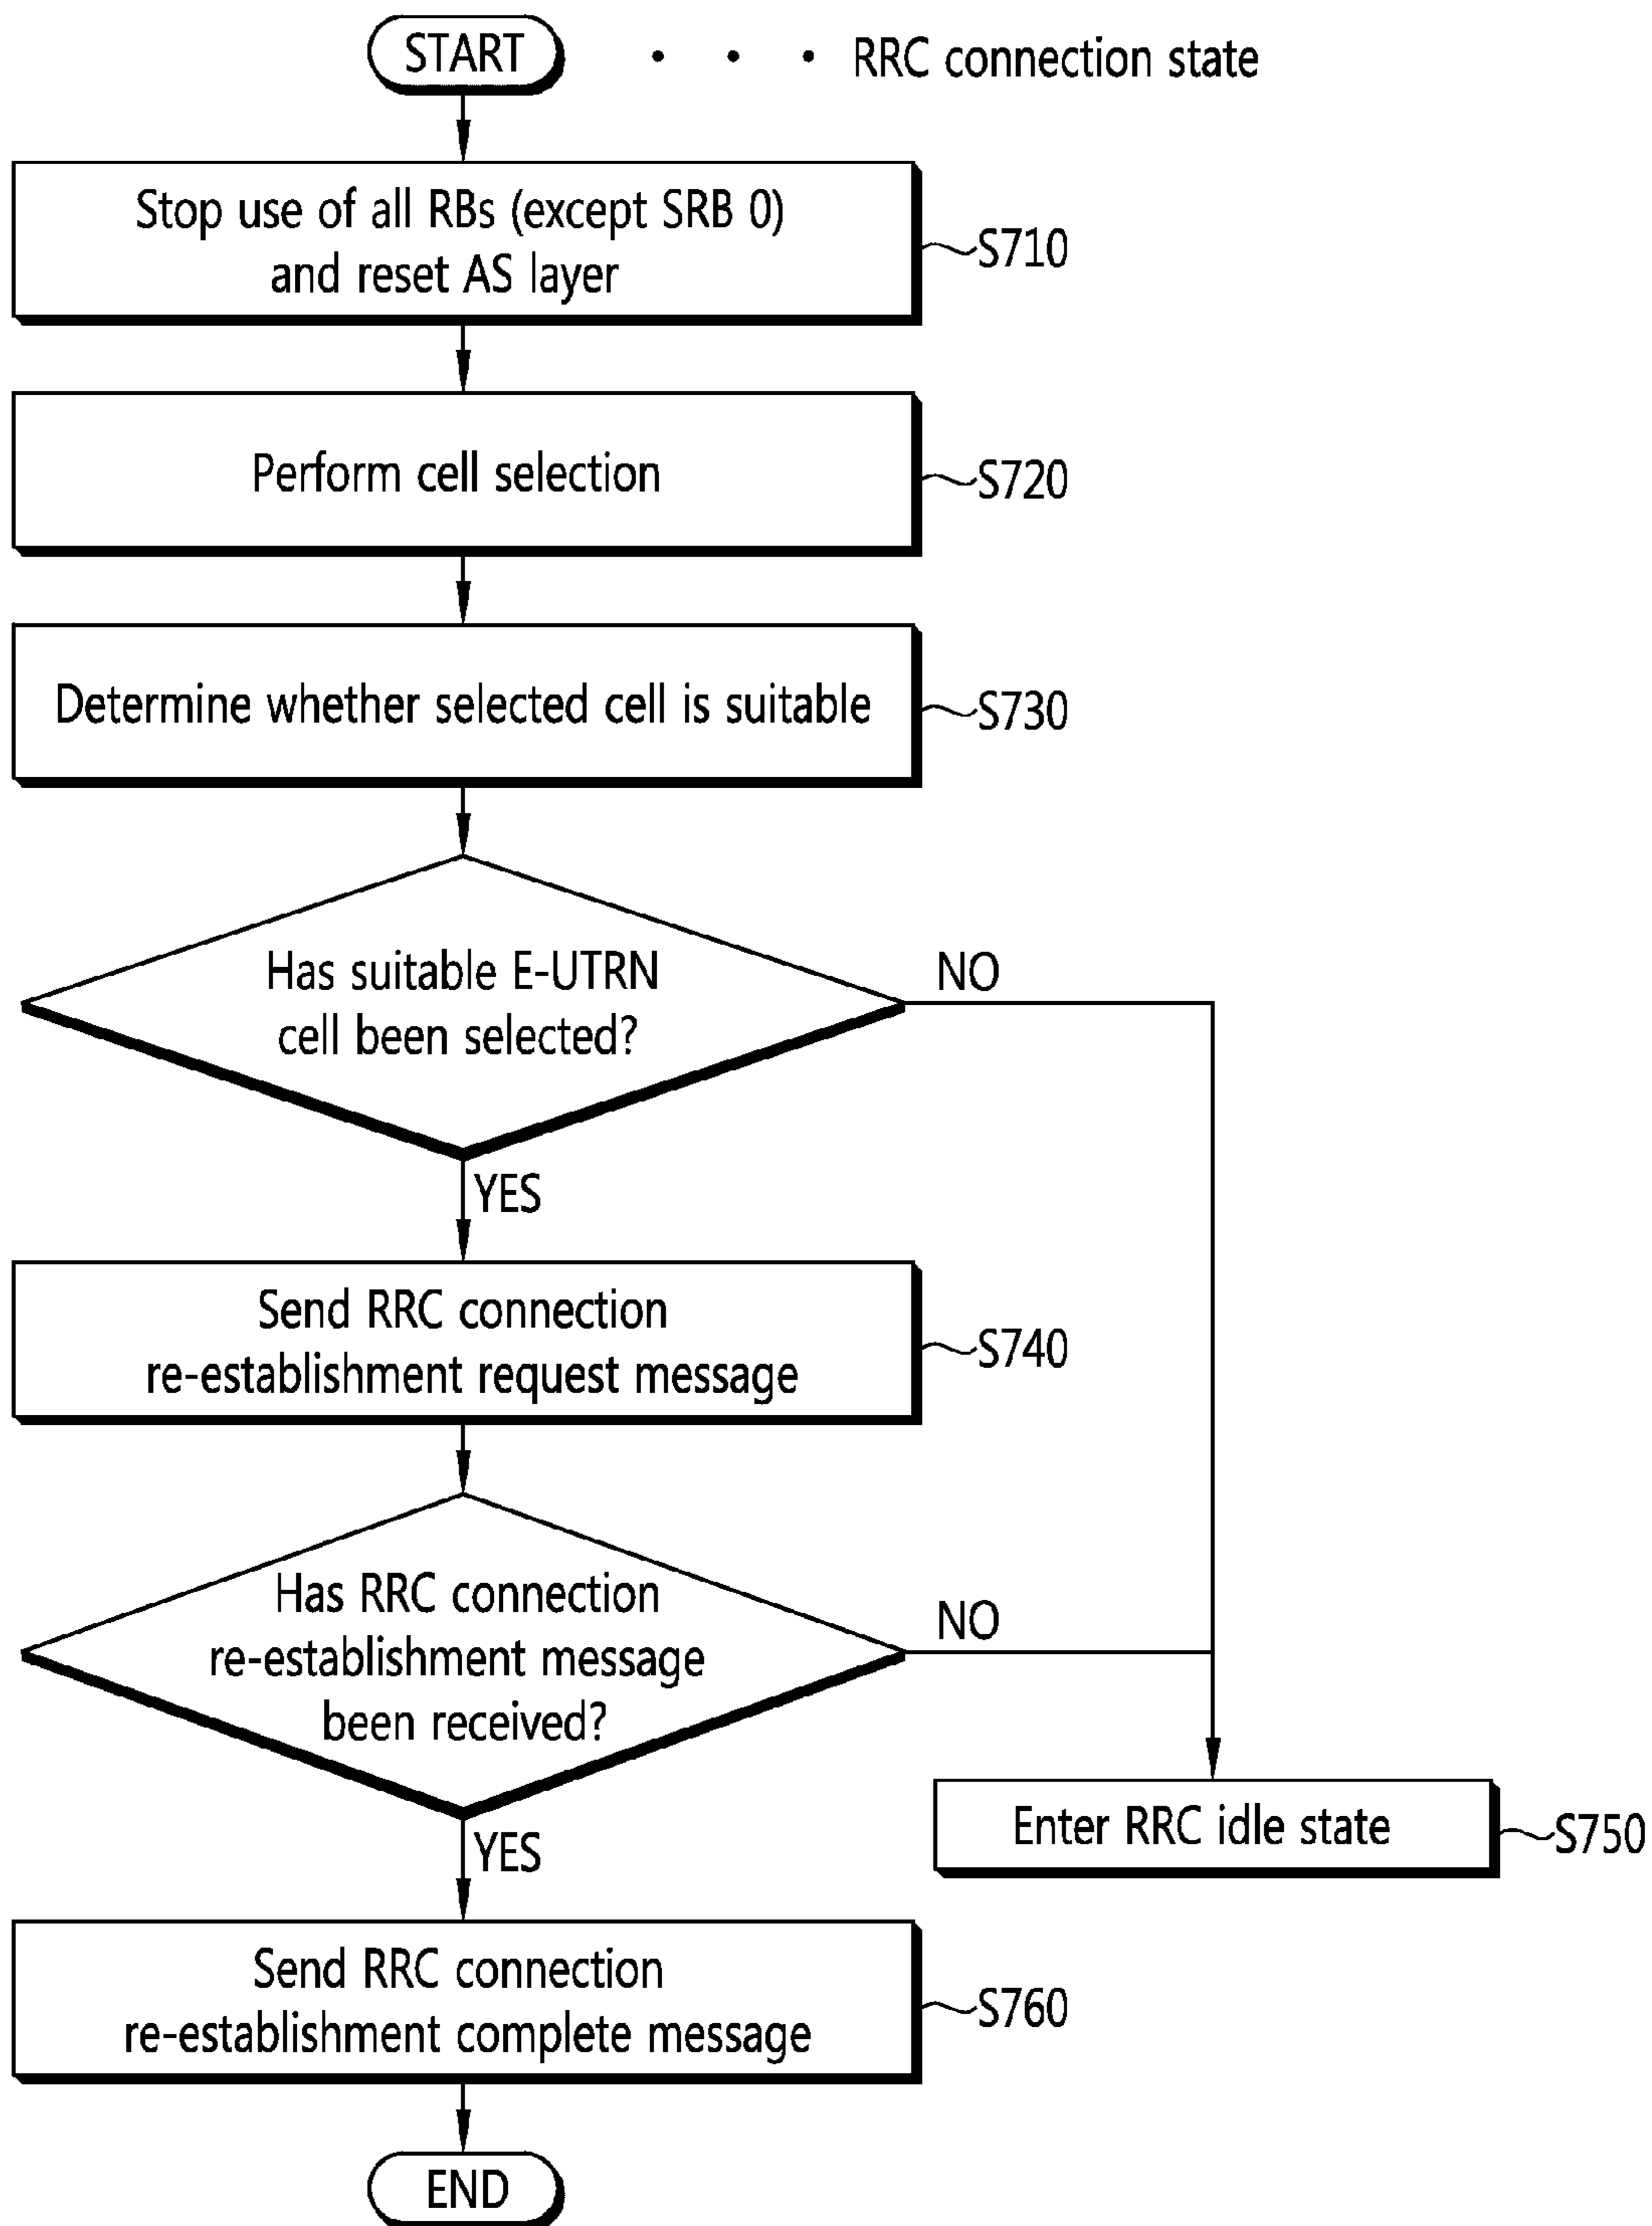 START
· · · RRC connection state
Stop use of all RBs (except SRB 0)
and reset AS layer
S710
Perform cell selection
S720
Determine whether selected cell is suitable
S730
Has suitable E-UTRN
cell been selected?
NO
YES
Send RRC connection
re-establishment request message
S740
Has RRC connection
re-establishment message
been received?
NO
YES
Enter RRC idle state
S750
Send RRC connection
re-establishment complete message
S760
END